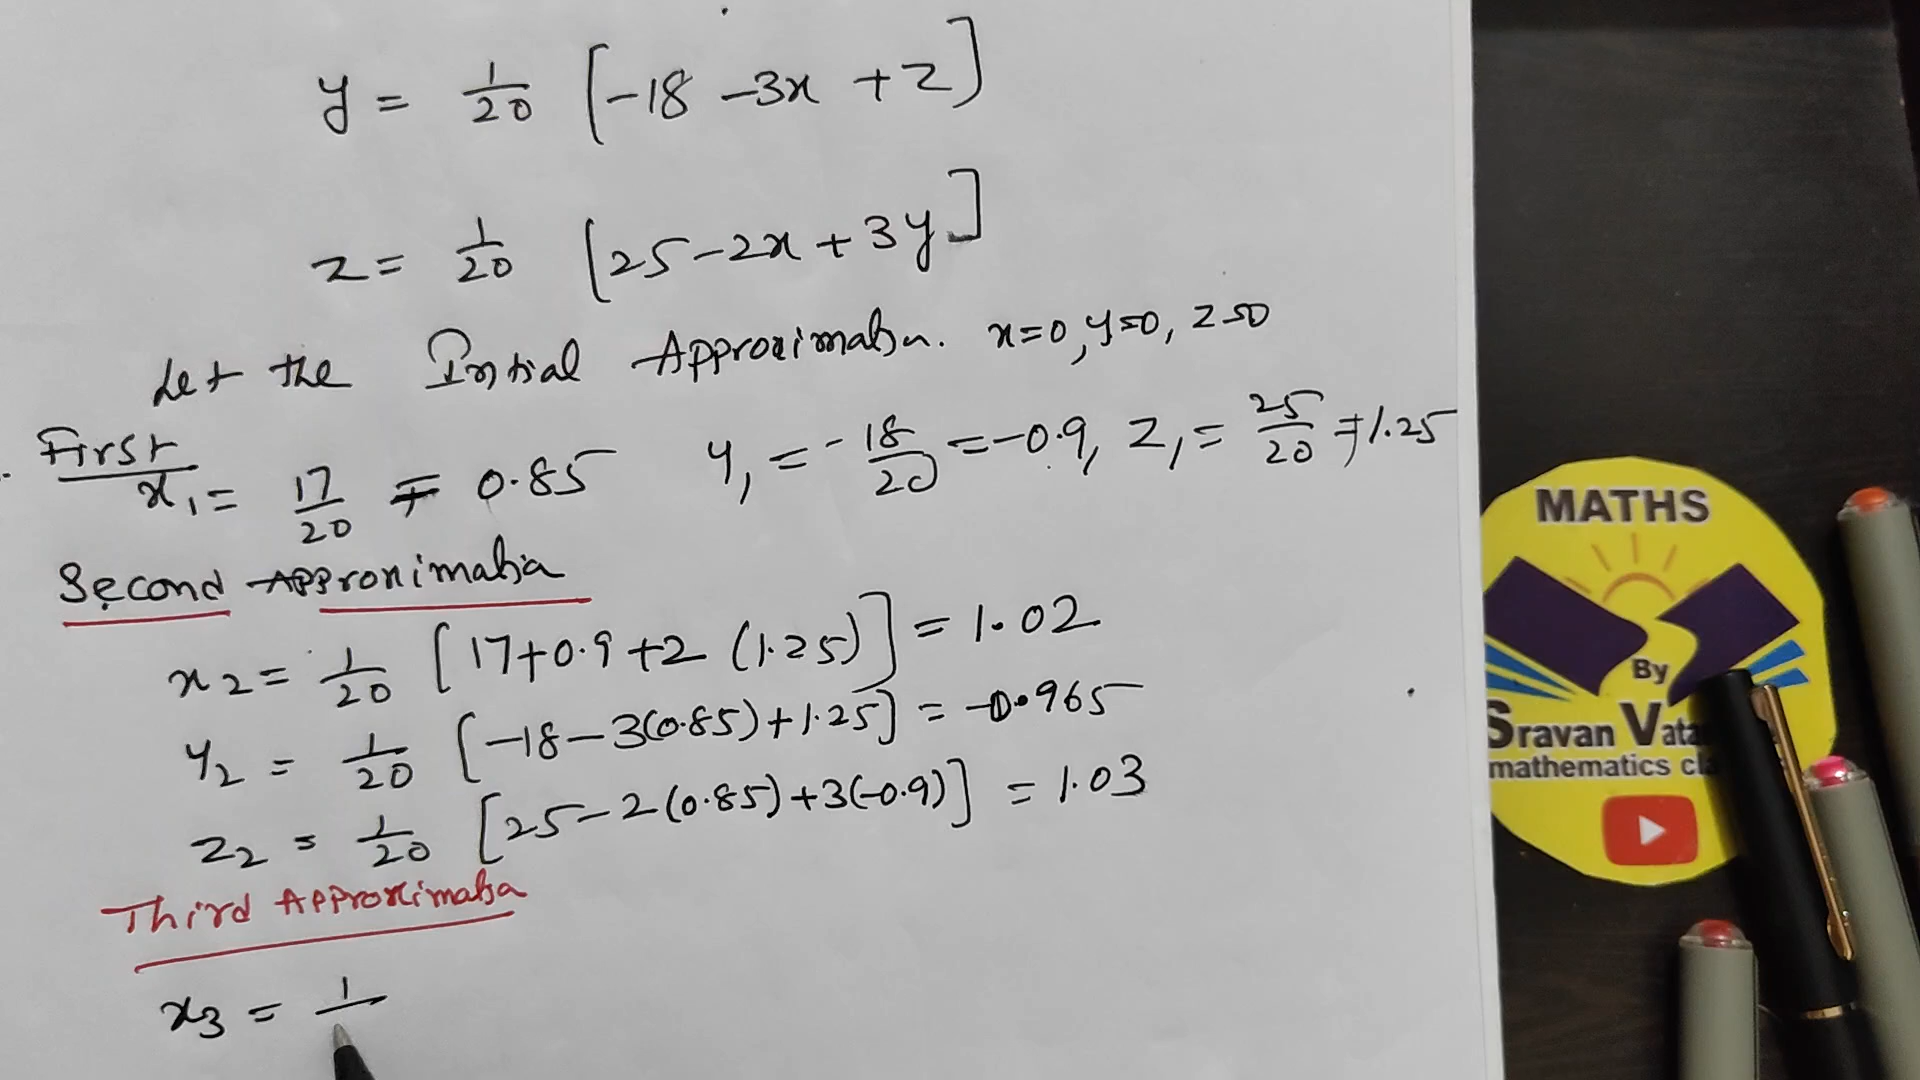 y = 1/20 [-18 -3x +z]
z = 1/20 [25-2x+3y]
Let the Initial Approximation. x=0, y=0, z=0
First
x₁ = 17/20 = 0.85 y₁ = -18/20 = -0.9, z₁ = 25/20 = 1.25
Second Approximation
x₂ = 1/20 [17+0.9+2 (1.25)] = 1.02
y₂ = 1/20 [-18-3(0.85)+1.25] = -0.965
z₂ = 1/20 [25-2(0.85)+3(-0.9)] = 1.03
Third Approximation
x₃ = 1
MATHS
By
Sravan Vata
mathematics cl